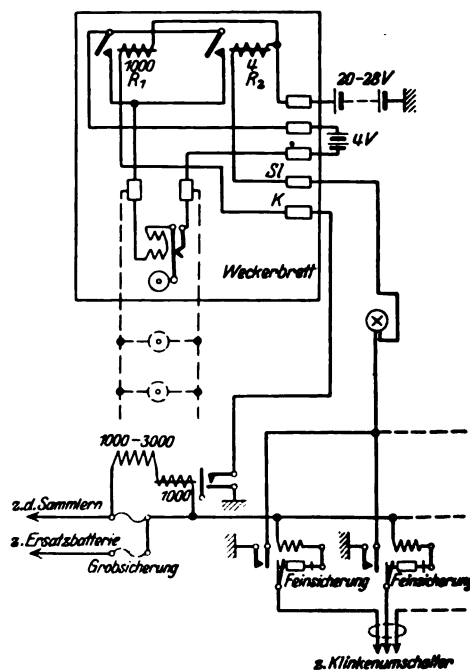 1000
R1
4
R2
20-28V
4V
Sl
K
Weckerbrett
1000-3000
1000
z.d.Sammlern
z.Ersatzbatterie
Grobsicherung
Feinsicherung
Feinsicherung
z.Klinkenumschalter